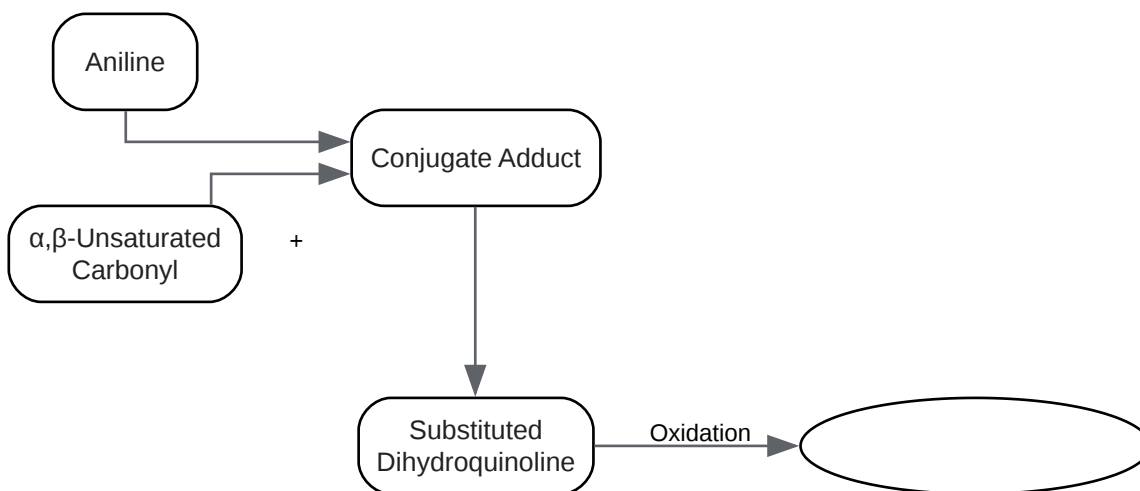 Aniline
Conjugate Adduct
α,β-Unsaturated
Carbonyl
+
Substituted
Dihydroquinoline
Oxidation